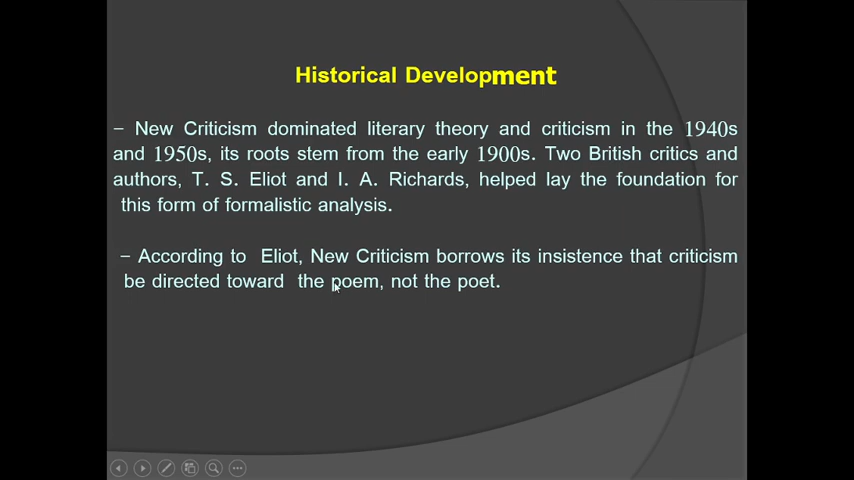 Historical Development
– New Criticism dominated literary theory and criticism in the 1940s
and 1950s, its roots stem from the early 1900s. Two British critics and
authors, T. S. Eliot and I. A. Richards, helped lay the foundation for
this form of formalistic analysis.
– According to Eliot, New Criticism borrows its insistence that criticism
be directed toward the poem, not the poet.